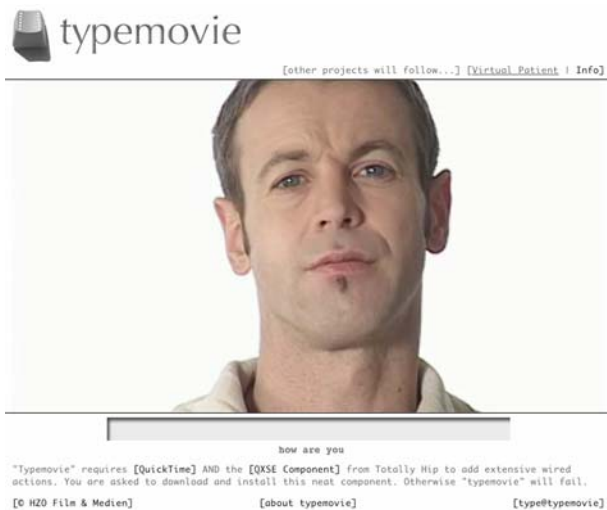 typemovie
[other projects will follow...] [Virtual Patient | Info]
how are you
"Typemovie" requires [QuickTime] AND the [QXSE Component] from Totally Hip to add extensive wired
actions. You are asked to download and install this neat component. Otherwise "typemovie" will fail.
[© HZO Film & Medien] [about typemovie] [type@typemovie]